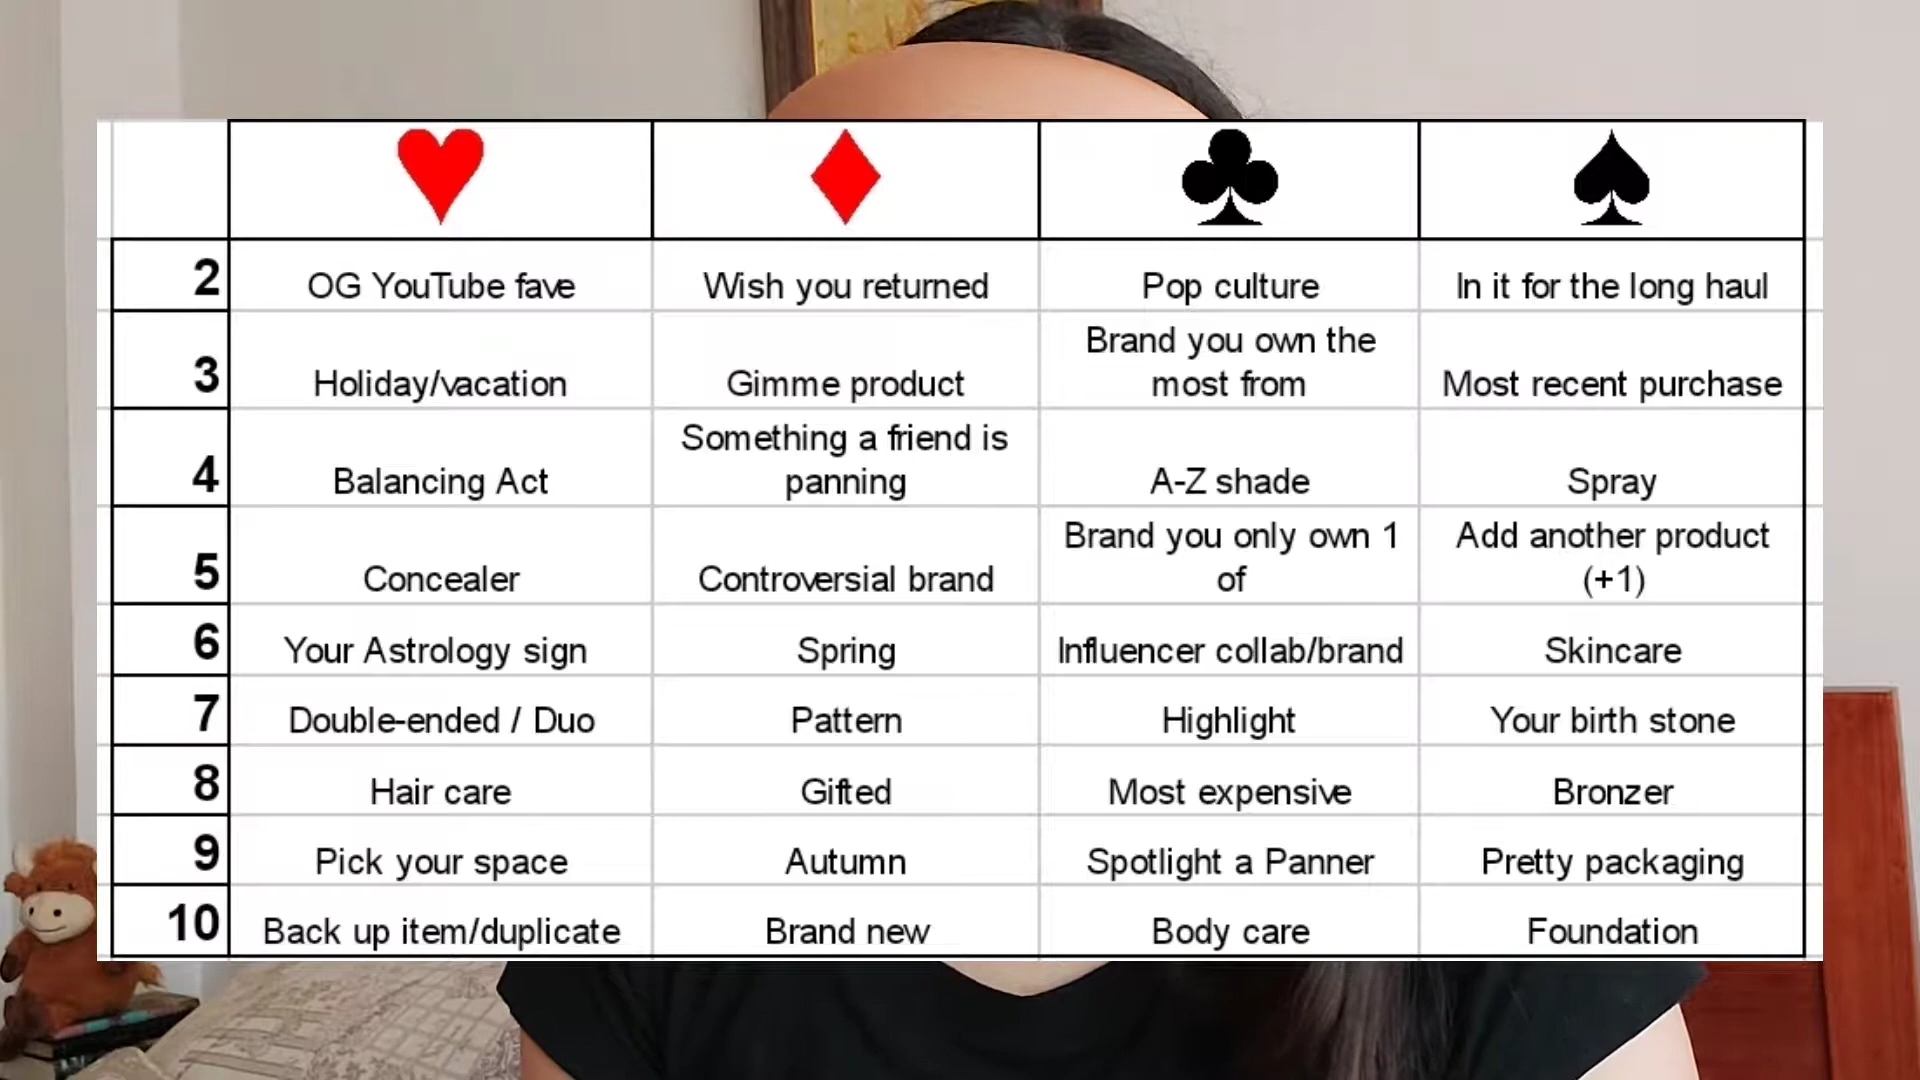 2 OG YouTube fave Wish you returned Pop culture In it for the long haul
Brand you own the
3 Holiday/vacation Gimme product most from Most recent purchase
Something a friend is
4 Balancing Act panning A-Z shade Spray
Brand you only own 1 Add another product
5 Concealer Controversial brand of (+1)
6 Your Astrology sign Spring Influencer collab/brand Skincare
7 Double-ended / Duo Pattern Highlight Your birth stone
8 Hair care Gifted Most expensive Bronzer
9 Pick your space Autumn Spotlight a Panner Pretty packaging
10 Back up item/duplicate Brand new Body care Foundation